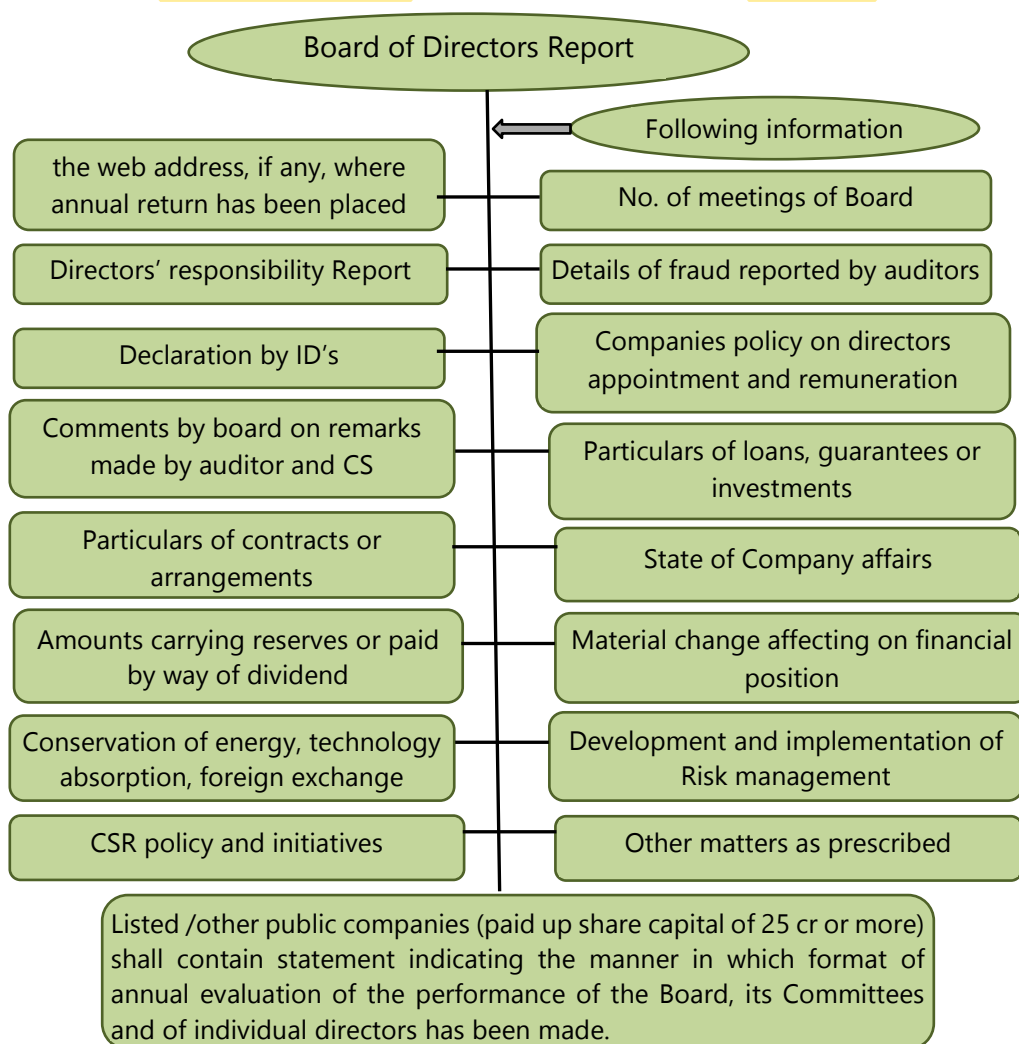 Board of Directors Report
Following information
the web address, if any, where
annual return has been placed
No. of meetings of Board
Directors’ responsibility Report
Details of fraud reported by auditors
Declaration by ID’s
Companies policy on directors
appointment and remuneration
Comments by board on remarks
made by auditor and CS
Particulars of loans, guarantees or
investments
Particulars of contracts or
arrangements
State of Company affairs
Amounts carrying reserves or paid
by way of dividend
Material change affecting on financial
position
Conservation of energy, technology
absorption, foreign exchange
Development and implementation of
Risk management
CSR policy and initiatives
Other matters as prescribed
Listed /other public companies (paid up share capital of 25 cr or more)
shall contain statement indicating the manner in which format of
annual evaluation of the performance of the Board, its Committees
and of individual directors has been made.